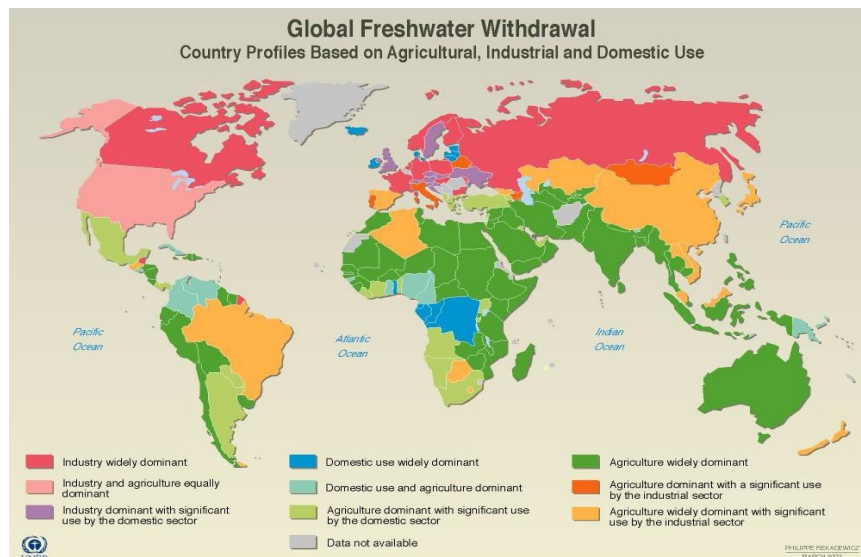 Global Freshwater Withdrawal
Country Profiles Based on Agricultural, Industrial and Domestic Use
Pacific
Ocean
Pacific
Ocean
Atlantic
Ocean
Indian
Ocean
Industry widely dominant
Industry and agriculture equally
dominant
Industry dominant with significant
use by the domestic sector
Domestic use widely dominant
Domestic use and agriculture dominant
Agriculture dominant with significant use
by the domestic sector
Data not available
Agriculture widely dominant
Agriculture dominant with a significant use
by the industrial sector
Agriculture widely dominant with significant
use by the industrial sector
PHILIPPE REKACEWICZ